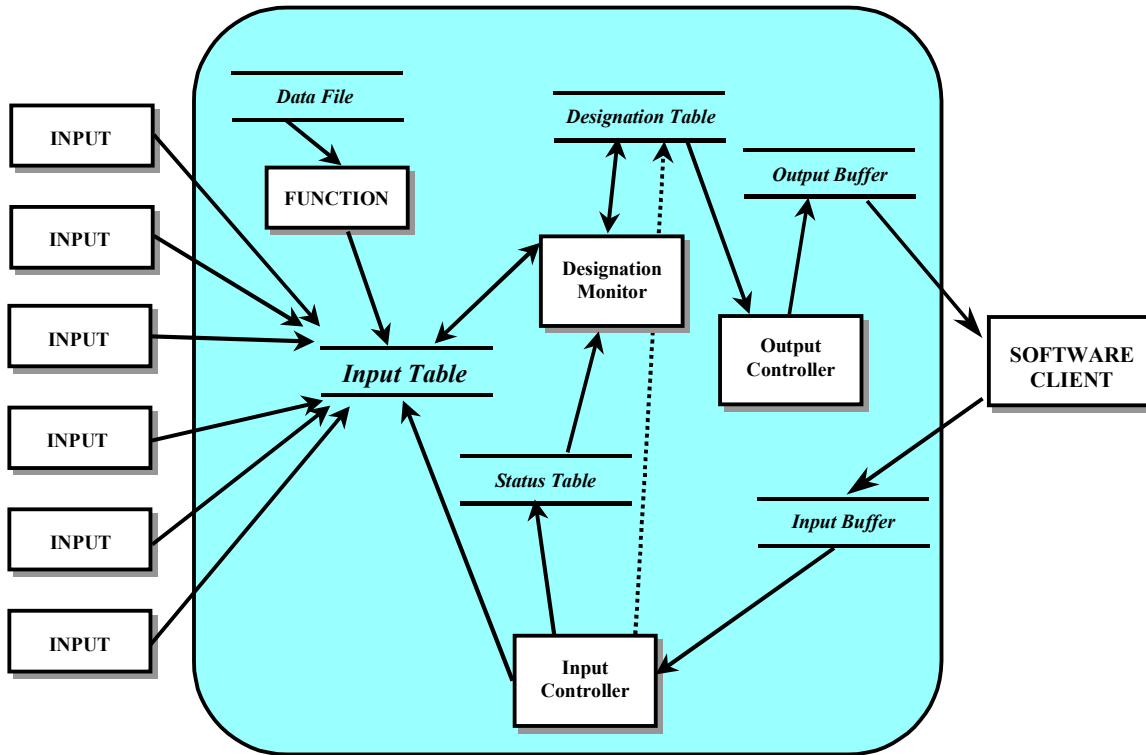 INPUT
INPUT
INPUT
INPUT
INPUT
INPUT
Data File
FUNCTION
Input Table
Designation Table
Designation
Monitor
Status Table
Input
Controller
Output Buffer
Output
Controller
Input Buffer
SOFTWARE
CLIENT